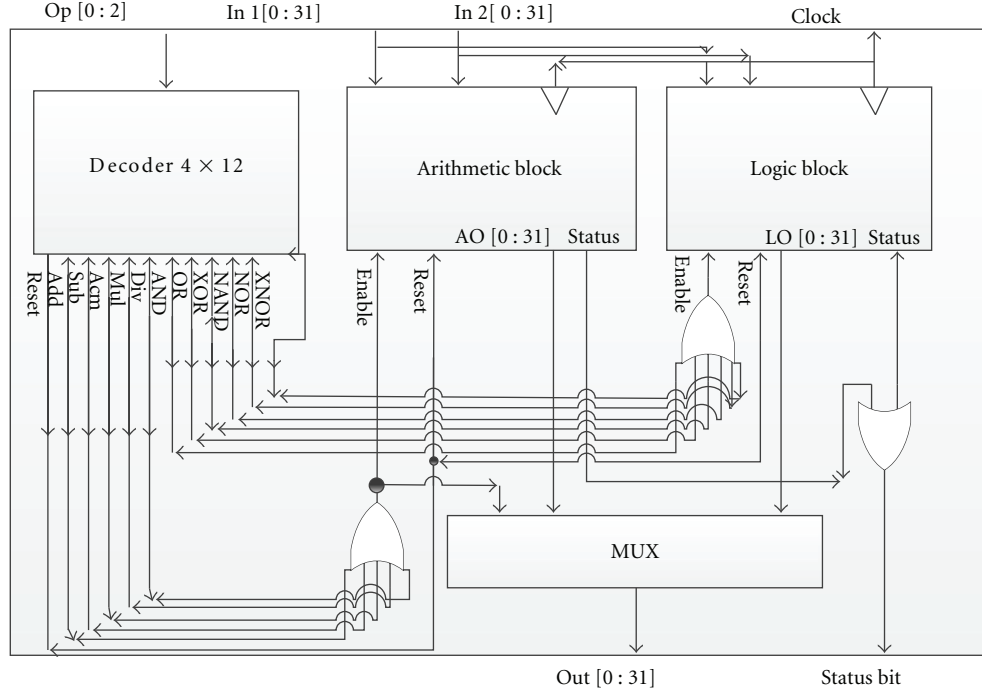 Op [0 : 2]
In 1[0 : 31]
In 2[ 0 : 31]
Clock
Decoder 4 × 12
Arithmetic block
Logic block
AO [0 : 31]
Status
LO [0 : 31]
Status
Reset
Add
Sub
Acm
Mul
Div
AND
OR
XOR
NAND
NOR
XNOR
Enable
Reset
Enable
Reset
MUX
Out [0 : 31]
Status bit